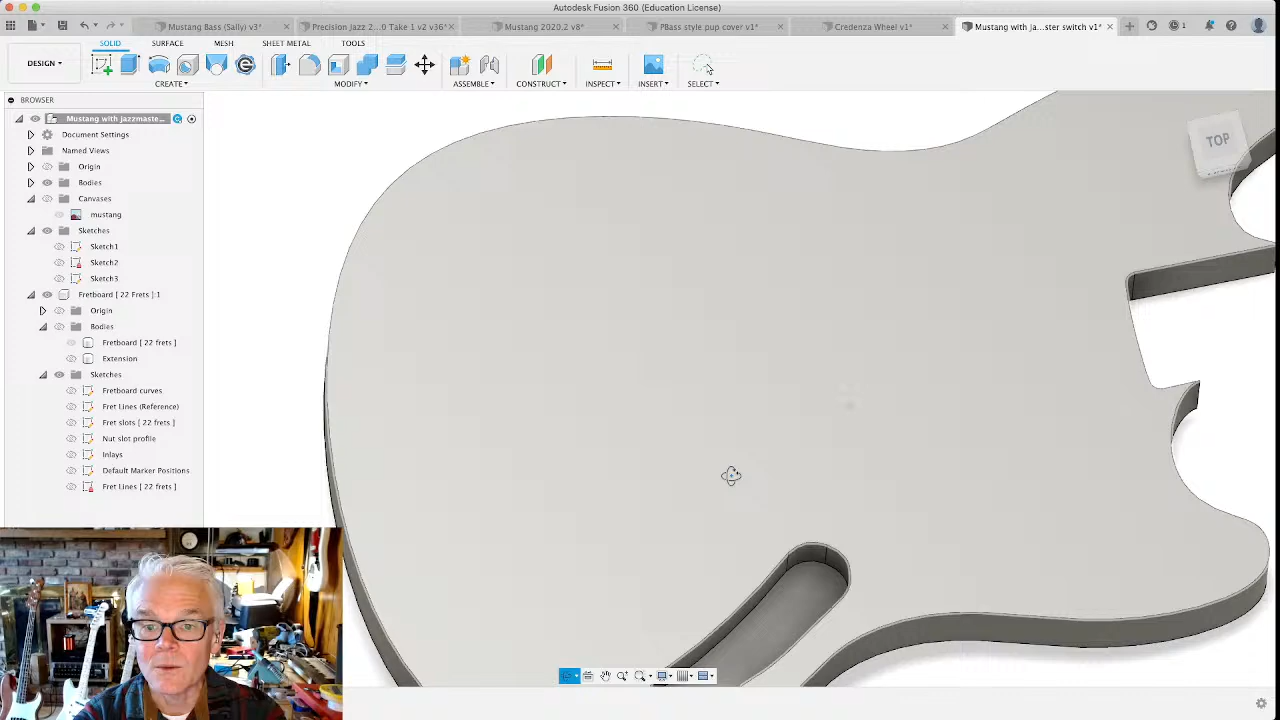 Autodesk Fusion 360 (Education License)
Mustang Bass (Sally) v3*
Precision Jazz 2...0 Take 1 v2 v36*
Mustang 2020.2 v8*
PBass style pup cover v1*
Credenza Wheel v1*
Mustang with ja...ster switch v1*
1
SOLID
SURFACE
MESH
SHEET METAL
TOOLS
DESIGN
CREATE
MODIFY
ASSEMBLE
CONSTRUCT
INSPECT
INSERT
SELECT
BROWSER
Mustang with jazzmaste...
Document Settings
Named Views
Origin
Bodies
Canvases
mustang
Sketches
Sketch1
Sketch2
Sketch3
Fretboard [ 22 Frets ]:1
Origin
Bodies
Fretboard [ 22 frets ]
Extension
Sketches
Fretboard curves
Fret Lines (Reference)
Fret slots [ 22 frets ]
Nut slot profile
Inlays
Default Marker Positions
Fret Lines [ 22 frets ]
TOP